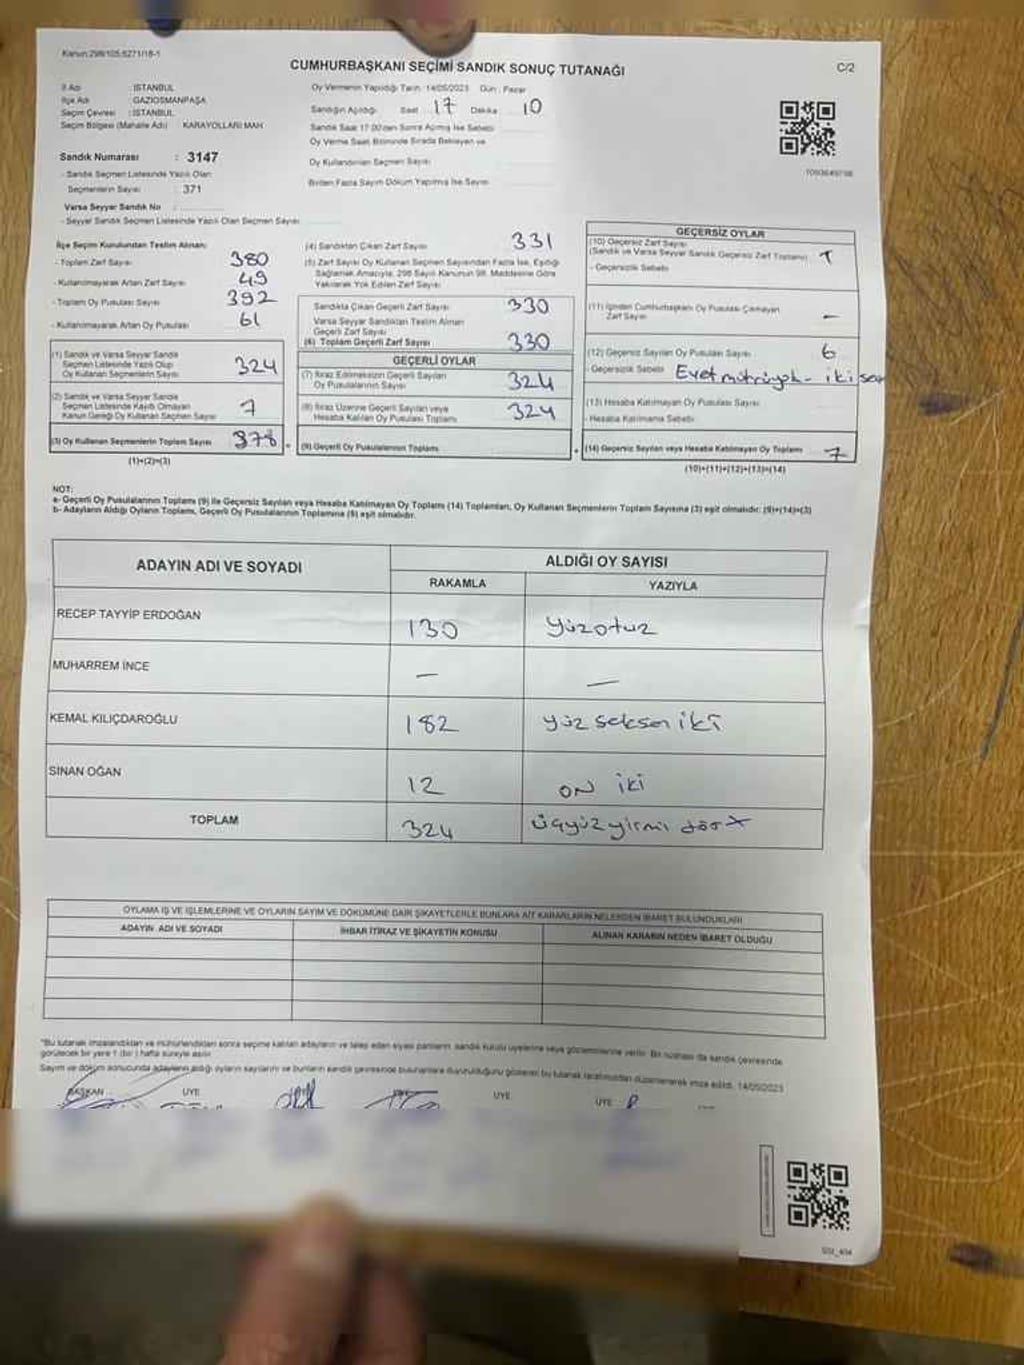 Kanun:298/105.5271/18-1
CUMHURBAŞKANI SEÇİMİ SANDIK SONUÇ TUTANAĞI
C/2
İl Adı : İSTANBUL
İlçe Adı : GAZİOSMANPAŞA
Seçim Çevresi : İSTANBUL
Seçim Bölgesi (Mahalle Adı) KARAYOLLARI MAH
Sandık Numarası : 3147
- Sandık Seçmen Listesinde Yazılı Olan
Seçmenlerin Sayısı : 371
Varsa Seyyar Sandık No :
- Seyyar Sandık Seçmen Listesinde Yazılı Olan Seçmen Sayısı
Oy Vermenin Yapıldığı Tarih: 14/05/2023 Gün: Pazar
Sandığın Açıldığı Saat 17 Dakika 10
Sandık Saat 17.00'den Sonra Açılmış İse Sebebi
Oy Verme Saat Bitiminde Sırada Bekleyen ve
Oy Kullandırılan Seçmen Sayısı
Birden Fazla Sayım Döküm Yapılmış İse Sayısı
İlçe Seçim Kurulundan Teslim Alınan:
- Toplam Zarf Sayısı 380
- Kullanılmayarak Artan Zarf Sayısı 49
- Toplam Oy Pusulası Sayısı 392
- Kullanılmayarak Artan Oy Pusulası 61
(1) Sandık ve Varsa Seyyar Sandık
Seçmen Listesinde Yazılı Olup
Oy Kullanan Seçmenlerin Sayısı 324
(2) Sandık ve Varsa Seyyar Sandık
Seçmen Listesinde Kayıtlı Olmayan
Kanun Gereği Oy Kullanan Seçmen Sayısı 7
(3) Oy Kullanan Seçmenlerin Toplam Sayısı
(1)+(2)=(3)
(4) Sandıktan Çıkan Zarf Sayısı 331
(5) Zarf Sayısı Oy Kullanan Seçmen Sayısından Fazla İse, Eşitliği
Sağlamak Amacıyla, 298 Sayılı Kanunun 98. Maddesine Göre
Yakılarak Yok Edilen Zarf Sayısı
Sandıkta Çıkan Geçerli Zarf Sayısı 330
Varsa Seyyar Sandıktan Teslim Alınan
Geçerli Zarf Sayısı
(6) Toplam Geçerli Zarf Sayısı 330
GEÇERLİ OYLAR
(7) İtiraz Edilmeksizin Geçerli Sayılan
Oy Pusulalarının Sayısı 324
(8) İtiraz Üzerine Geçerli Sayılan veya
Hesaba Katılan Oy Pusulası Toplamı 324
(9) Geçerli Oy Pusulalarının Toplamı
GEÇERSİZ OYLAR
(10) Geçersiz Zarf Sayısı
(Sandık ve Varsa Seyyar Sandık Geçersiz Zarf Toplamı) 1
- Geçersizlik Sebebi
(11) İçinden Cumhurbaşkanı Oy Pusulası Çıkmayan
Zarf Sayısı –
(12) Geçersiz Sayılan Oy Pusulası Sayısı 6
- Geçersizlik Sebebi
(13) Hesaba Katılmayan Oy Pusulası Sayısı
- Hesaba Katılmama Sebebi
(14) Geçersiz Sayılan veya Hesaba Katılmayan Oy Toplamı 7
(10)+(11)+(12)+(13)=(14)
NOT:
a- Geçerli Oy Pusulalarının Toplamı (9) ile Geçersiz Sayılan veya Hesaba Katılmayan Oy Toplamı (14) Toplamları, Oy Kullanan Seçmenlerin Toplam Sayısına (3) eşit olmalıdır: (9)+(14)=(3)
b- Adayların Aldığı Oyların Toplamı, Geçerli Oy Pusulalarının Toplamına (9) eşit olmalıdır.
ADAYIN ADI VE SOYADI ALDIĞI OY SAYISI
RAKAMLA YAZIYLA
RECEP TAYYİP ERDOĞAN 130 Yüzotuz
MUHARREM İNCE – –
KEMAL KILIÇDAROĞLU 182 Yüz seksen iki
SİNAN OĞAN 12 on iki
TOPLAM 324 üçyüzyirmi dört
OYLAMA İŞ VE İŞLEMLERİNE VE OYLARIN SAYIM VE DÖKÜMÜNE DAİR ŞİKAYETLERLE BUNLARA AİT KARARLARIN NELERDEN İBARET BULUNDUKLARI
ADAYIN ADI VE SOYADI İHBAR İTİRAZ VE ŞİKAYETİN KONUSU ALINAN KARARIN NEDEN İBARET OLDUĞU
*Bu tutanak imzalandıktan ve mühürlendikten sonra seçime katılan adayların ve talep eden siyasi partilerin, sandık kurulu üyelerine veya gözlemcilerine verilir. Bir nüshası da sandık çevresinde
görülecek bir yere 1 (bir) hafta süreyle asılır.
Sayım ve döküm sonucunda adayların aldığı oyların sayılarını ve bunların sandık çevresinde bulunanlara duyurulduğunu gösteren bu tutanak tarafımızdan düzenlenerek imza edildi. 14/05/2023
BAŞKAN ÜYE ÜYE ÜYE